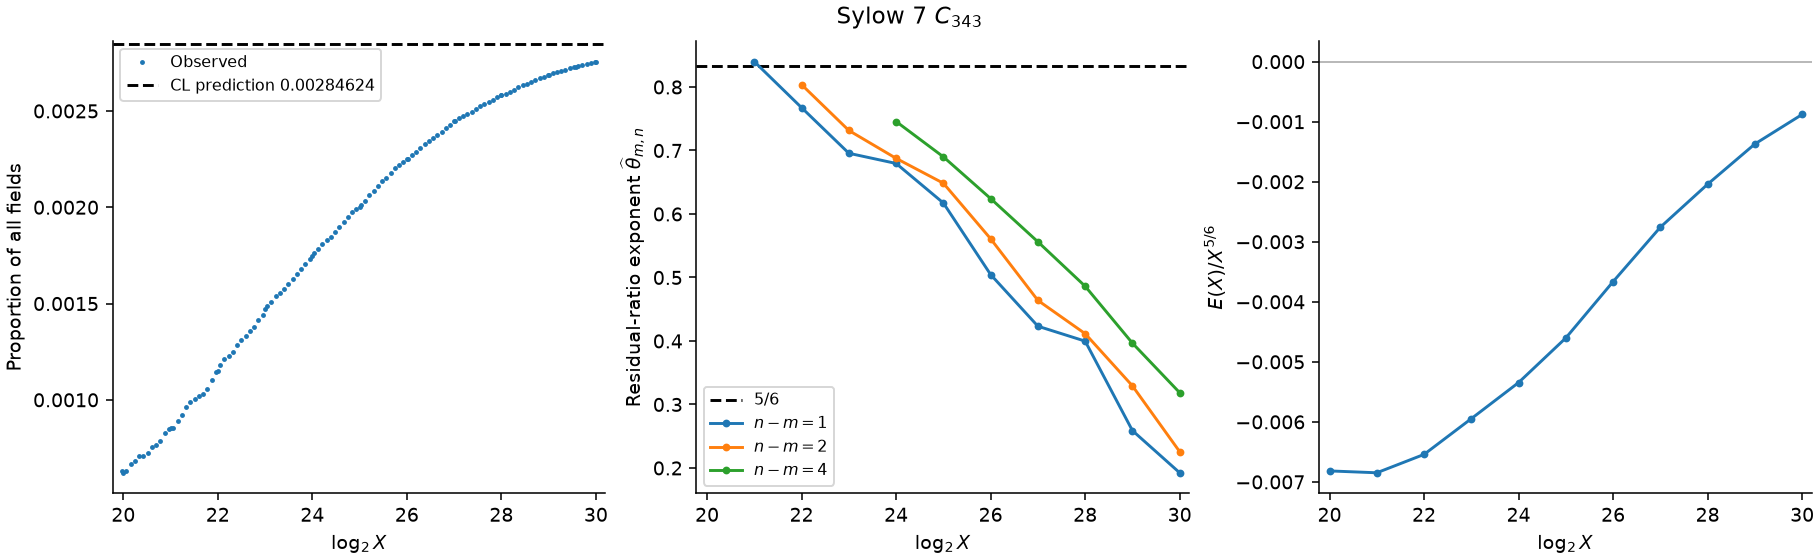 Sylow 7 C₃₄₃
Proportion of all fields
0.0025
0.0020
0.0015
0.0010
Observed
CL prediction 0.00284624
20 22 24 26 28 30
log₂ X
Residual-ratio exponent θ̂ₘ,ₙ
0.8
0.7
0.6
0.5
0.4
0.3
0.2
5/6
n − m = 1
n − m = 2
n − m = 4
20 22 24 26 28 30
log₂ X
E(X)/X^{5/6}
0.000
−0.001
−0.002
−0.003
−0.004
−0.005
−0.006
−0.007
20 22 24 26 28 30
log₂ X